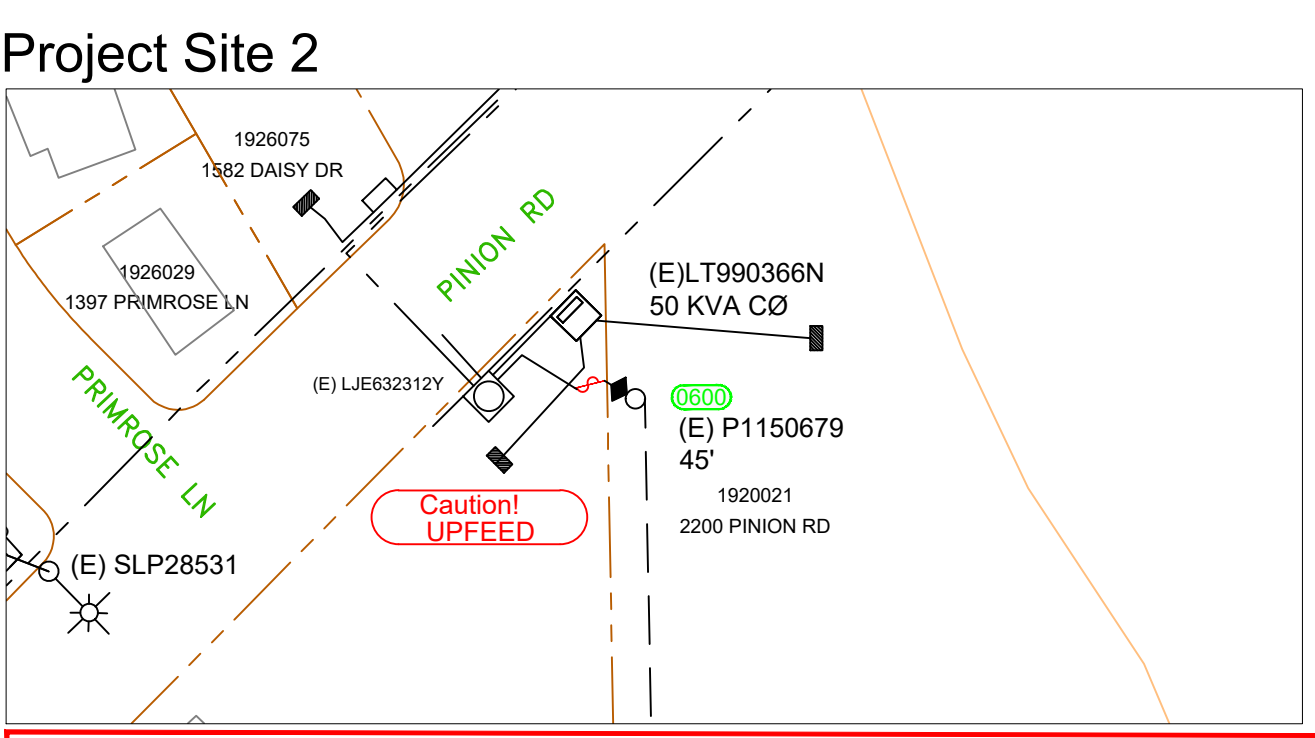 Project Site 2
1926075
1582 DAISY DR
PINION RD
1926029
1397 PRIMROSE LN
(E)LT990366N
50 KVA CØ
(E) LJE632312Y
0600
(E) P1150679
45'
PRIMROSE LN
1920021
2200 PINION RD
Caution!
UPFEED
(E) SLP28531